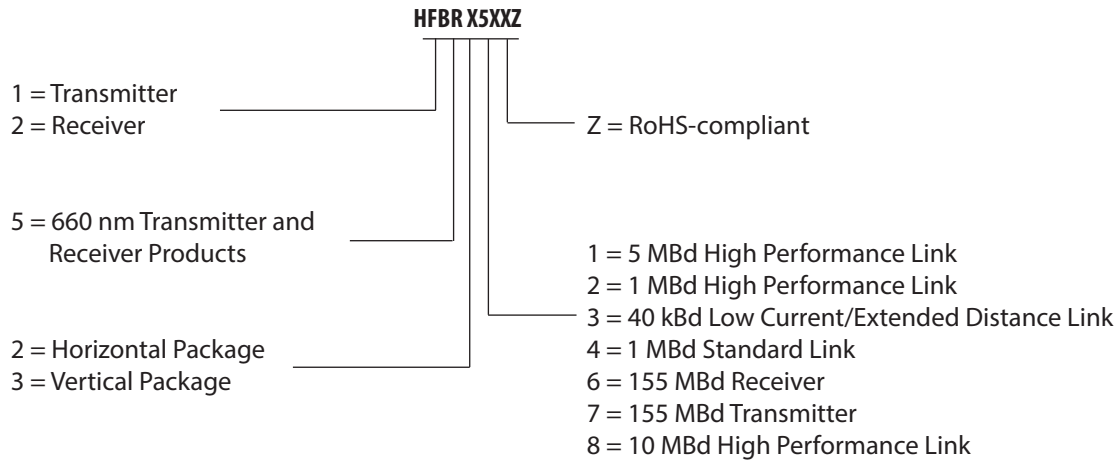 HFBR X5XXZ
1 = Transmitter
2 = Receiver
Z = RoHS-compliant
5 = 660 nm Transmitter and
Receiver Products
1 = 5 MBd High Performance Link
2 = 1 MBd High Performance Link
3 = 40 kBd Low Current/Extended Distance Link
4 = 1 MBd Standard Link
6 = 155 MBd Receiver
7 = 155 MBd Transmitter
8 = 10 MBd High Performance Link
2 = Horizontal Package
3 = Vertical Package